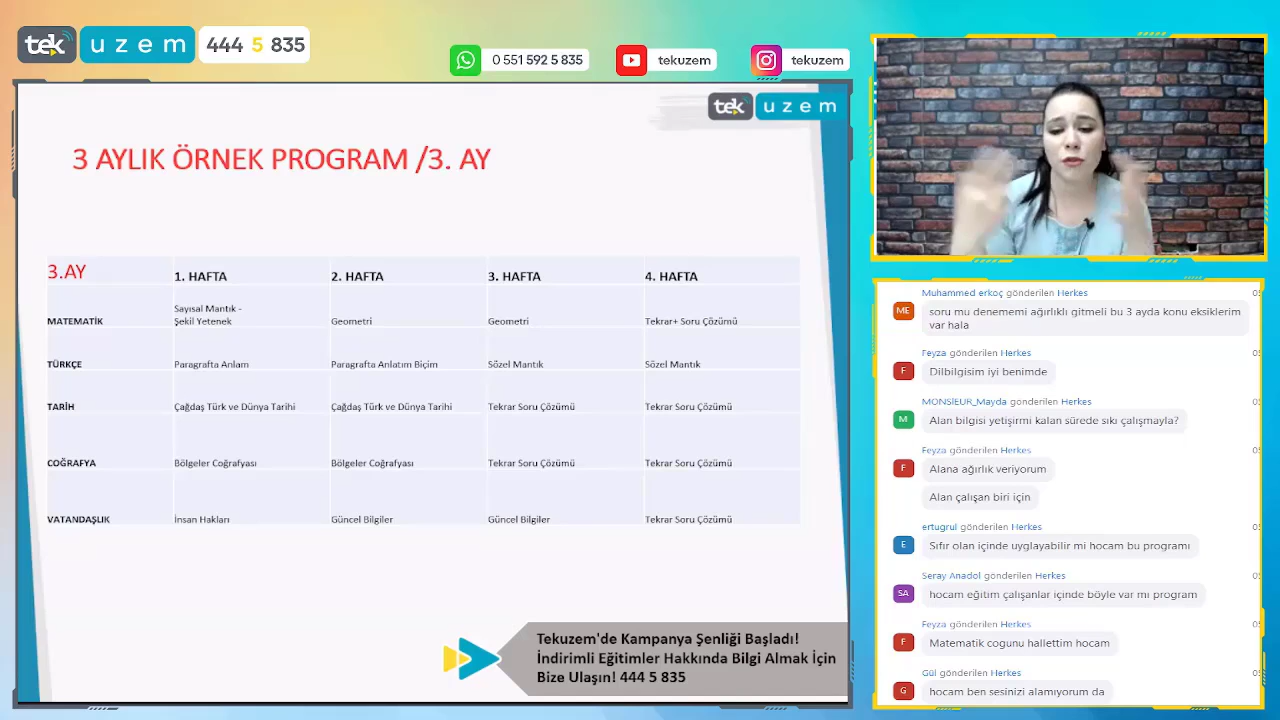 tek uzem 444 5 835
0 551 592 5 835 tekuzem tekuzem
tek uzem
3 AYLIK ÖRNEK PROGRAM /3. AY
3.AY 1. HAFTA 2. HAFTA 3. HAFTA 4. HAFTA
Sayısal Mantık -
MATEMATİK Şekil Yetenek Geometri Geometri Tekrar+ Soru Çözümü
TÜRKÇE Paragrafta Anlam Paragrafta Anlatım Biçim Sözel Mantık Sözel Mantık
TARİH Çağdaş Türk ve Dünya Tarihi Çağdaş Türk ve Dünya Tarihi Tekrar Soru Çözümü Tekrar Soru Çözümü
COĞRAFYA Bölgeler Coğrafyası Bölgeler Coğrafyası Tekrar Soru Çözümü Tekrar Soru Çözümü
VATANDAŞLIK İnsan Hakları Güncel Bilgiler Güncel Bilgiler Tekrar Soru Çözümü
Tekuzem'de Kampanya Şenliği Başladı!
İndirimli Eğitimler Hakkında Bilgi Almak İçin
Bize Ulaşın! 444 5 835
Muhammed erkoç gönderilen Herkes
ME soru mu denememi ağırlıklı gitmeli bu 3 ayda konu eksiklerim
var hala
Feyza gönderilen Herkes
F Dilbilgisim iyi benimde
MONSİEUR_Mayda gönderilen Herkes
M Alan bilgisi yetişirmi kalan sürede sıkı çalışmayla?
Feyza gönderilen Herkes
F Alana ağırlık veriyorum
Alan çalışan biri için
ertugrul gönderilen Herkes
E Sıfır olan içinde uyglayabilir mi hocam bu programı
Seray Anadol gönderilen Herkes
SA hocam eğitim çalışanlar içinde böyle var mı program
Feyza gönderilen Herkes
F Matematik cogunu hallettim hocam
Gül gönderilen Herkes
G hocam ben sesinizi alamıyorum da